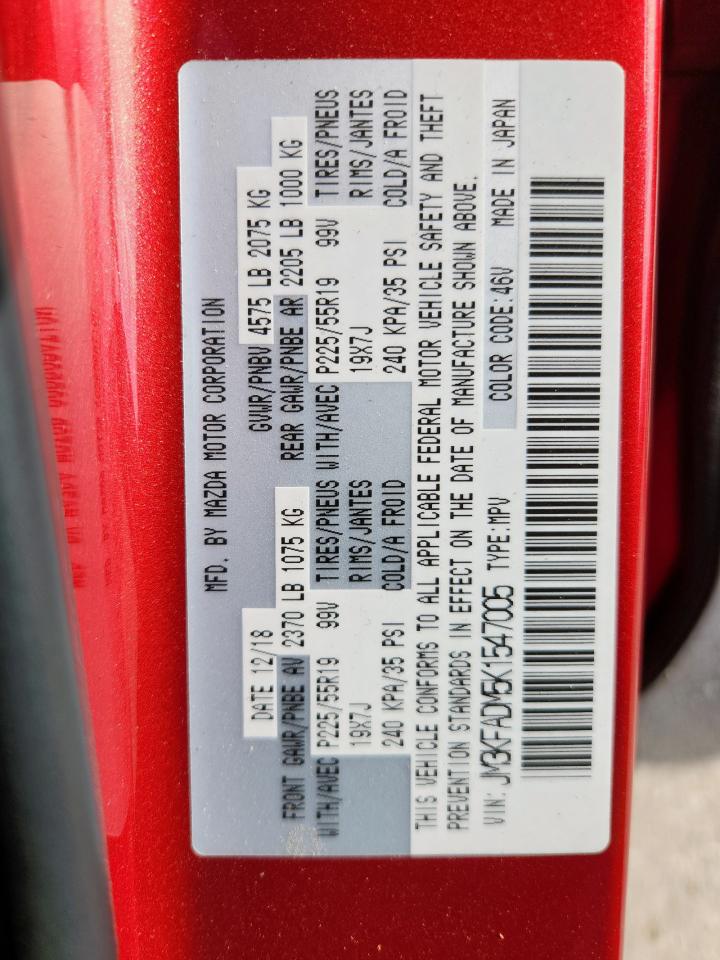 MFD. BY MAZDA MOTOR CORPORATION
DATE 12/18 GVWR/PNBV 4575 LB 2075 KG
FRONT GAWR/PNBE AV 2370 LB 1075 KG REAR GAWR/PNBE AR 2205 LB 1000 KG
WITH/AVEC P225/55R19 99V TIRES/PNEUS WITH/AVEC P225/55R19 99V TIRES/PNEUS
19X7J RIMS/JANTES 19X7J RIMS/JANTES
240 KPA/35 PSI COLD/A FROID 240 KPA/35 PSI COLD/A FROID
THIS VEHICLE CONFORMS TO ALL APPLICABLE FEDERAL MOTOR VEHICLE SAFETY AND THEFT
PREVENTION STANDARDS IN EFFECT ON THE DATE OF MANUFACTURE SHOWN ABOVE.
VIN: JM3KFADM5K1547005 TYPE:MPV COLOR CODE:46V MADE IN JAPAN